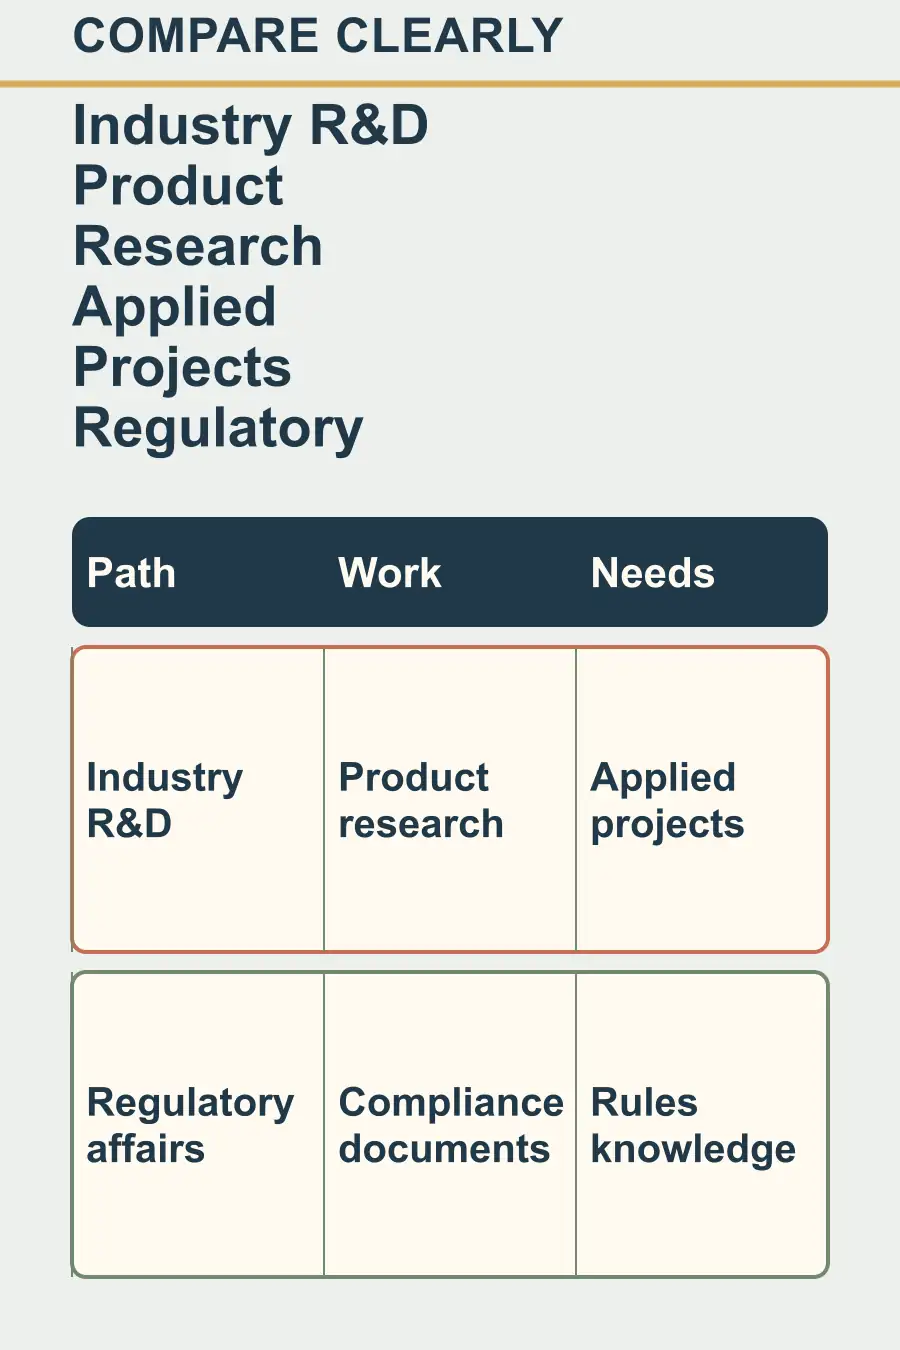 COMPARE CLEARLY
Industry R&D
Product
Research
Applied
Projects
Regulatory
Path Work Needs
Industry R&D Product research Applied projects
Regulatory affairs Compliance documents Rules knowledge